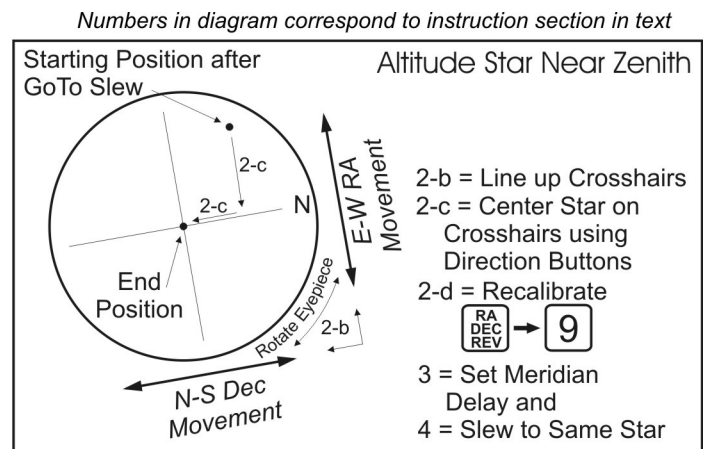 Numbers in diagram correspond to instruction section in text
Starting Position after
GoTo Slew
Altitude Star Near Zenith
2-c
2-c
N
End
Position
E-W RA
Movement
Rotate Eyepiece
2-b
N-S Dec
Movement
2-b = Line up Crosshairs
2-c = Center Star on
Crosshairs using
Direction Buttons
2-d = Recalibrate
RA
DEC
REV
9
3 = Set Meridian
Delay and
4 = Slew to Same Star